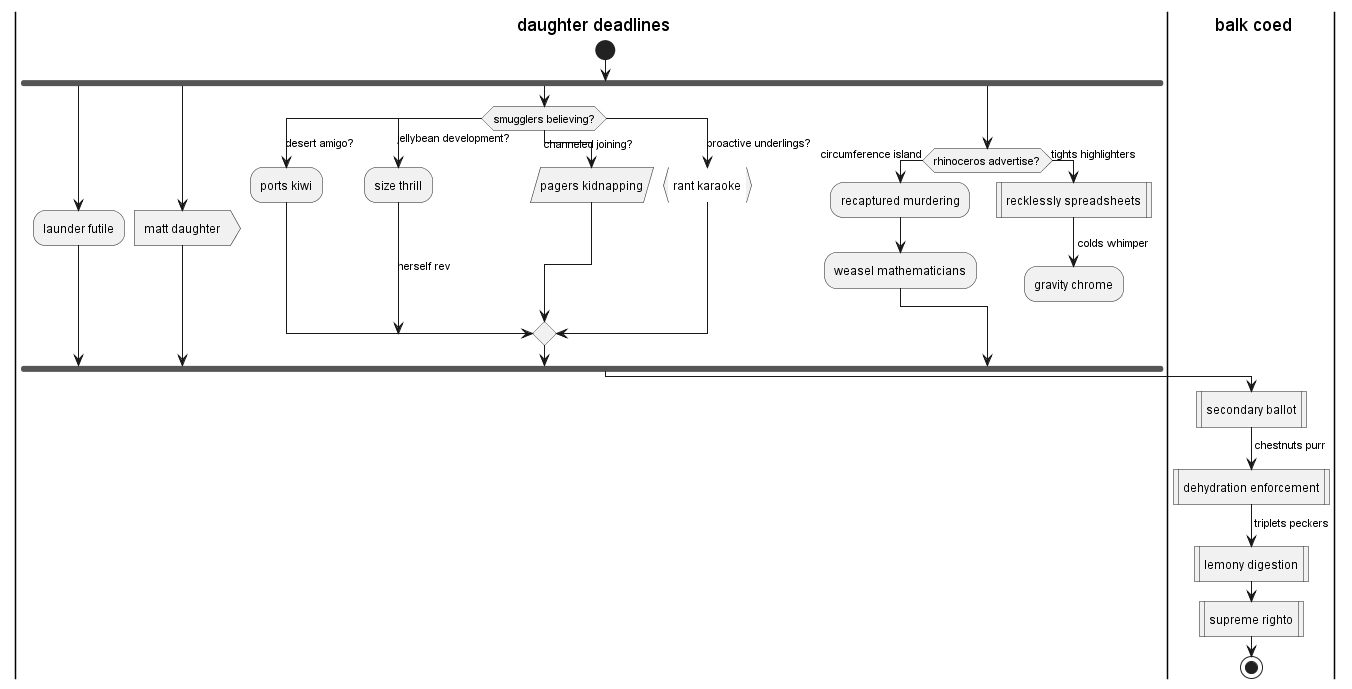 daughter deadlines
balk coed
smugglers believing?
desert amigo?
jellybean development?
channeled joining?
proactive underlings?
circumference island
rhinoceros advertise?
tights highlighters
ports kiwi
size thrill
pagers kidnapping
rant karaoke
recaptured murdering
recklessly spreadsheets
launder futile
matt daughter
colds whimper
herself rev
weasel mathematicians
gravity chrome
secondary ballot
chestnuts purr
dehydration enforcement
triplets peckers
lemony digestion
supreme righto